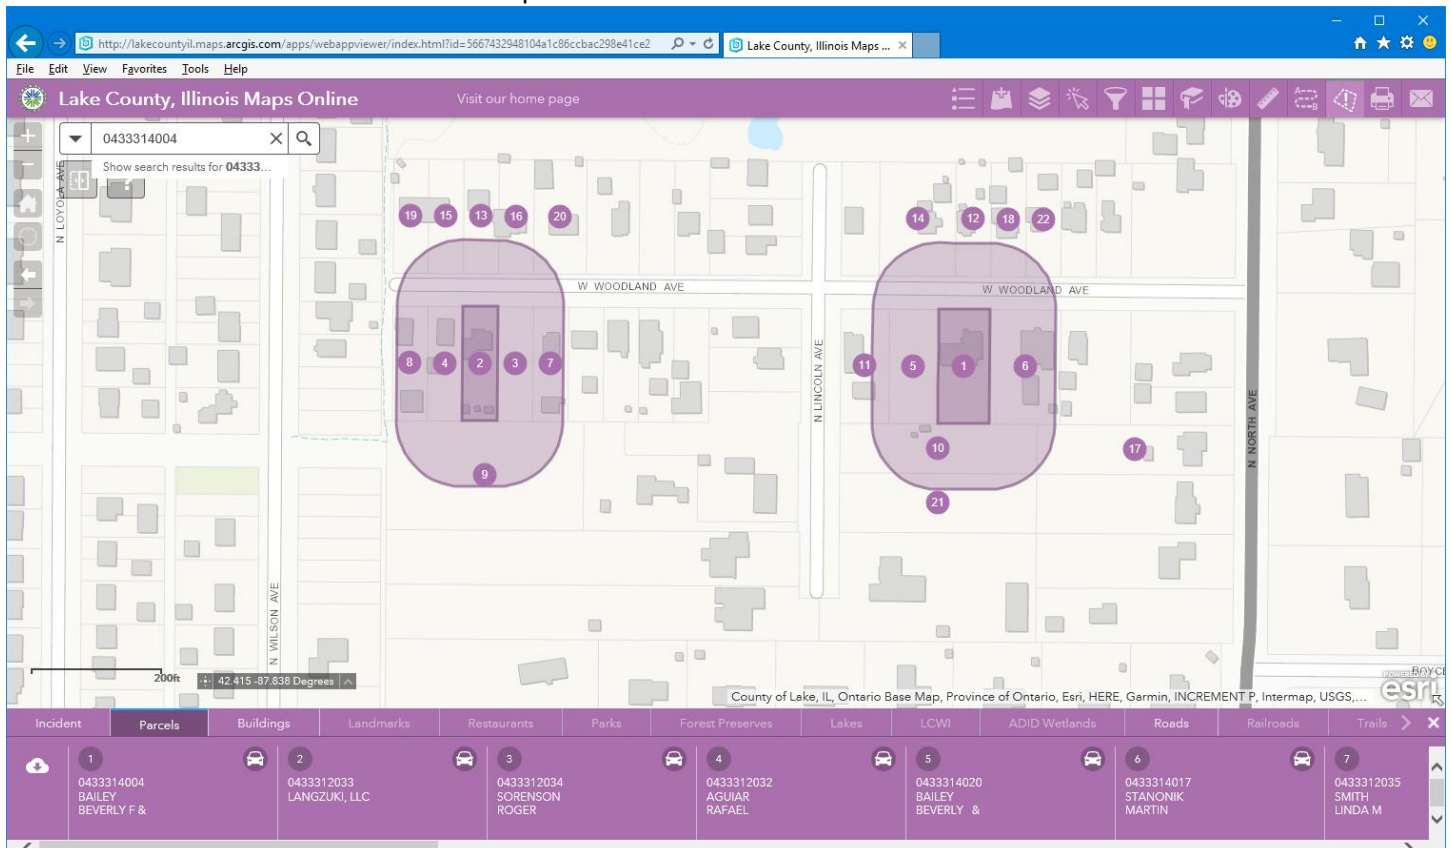 http://lakecountyil.maps.arcgis.com/apps/webappviewer/index.html?id=5667432948104a1c86ccbac298e41ce2
Lake County, Illinois Maps ...
File Edit View Favorites Tools Help
Lake County, Illinois Maps Online
Visit our home page
0433314004
Show search results for 04333...
N LOYOLA AVE
19 15 13 16 20 14 12 18 22
W WOODLAND AVE
W WOODLAND AVE
8 4 2 3 7 11 5 1 6
N LINCOLN AVE
N NORTH AVE
10 17
9
21
N WILSON AVE
200ft
42.415 -87.838 Degrees
BOYCE
County of Lake, IL, Ontario Base Map, Province of Ontario, Esri, HERE, Garmin, INCREMENT P, Intermap, USGS,...
POWERED BY
esri
Incident Parcels Buildings Landmarks Restaurants Parks Forest Preserves Lakes LCWI ADID Wetlands Roads Railroads Trails
1
0433314004
BAILEY
BEVERLY F &
2
0433312033
LANGZUKI, LLC
3
0433312034
SORENSON
ROGER
4
0433312032
AGUIAR
RAFAEL
5
0433314020
BAILEY
BEVERLY &
6
0433314017
STANONIK
MARTIN
7
0433312035
SMITH
LINDA M